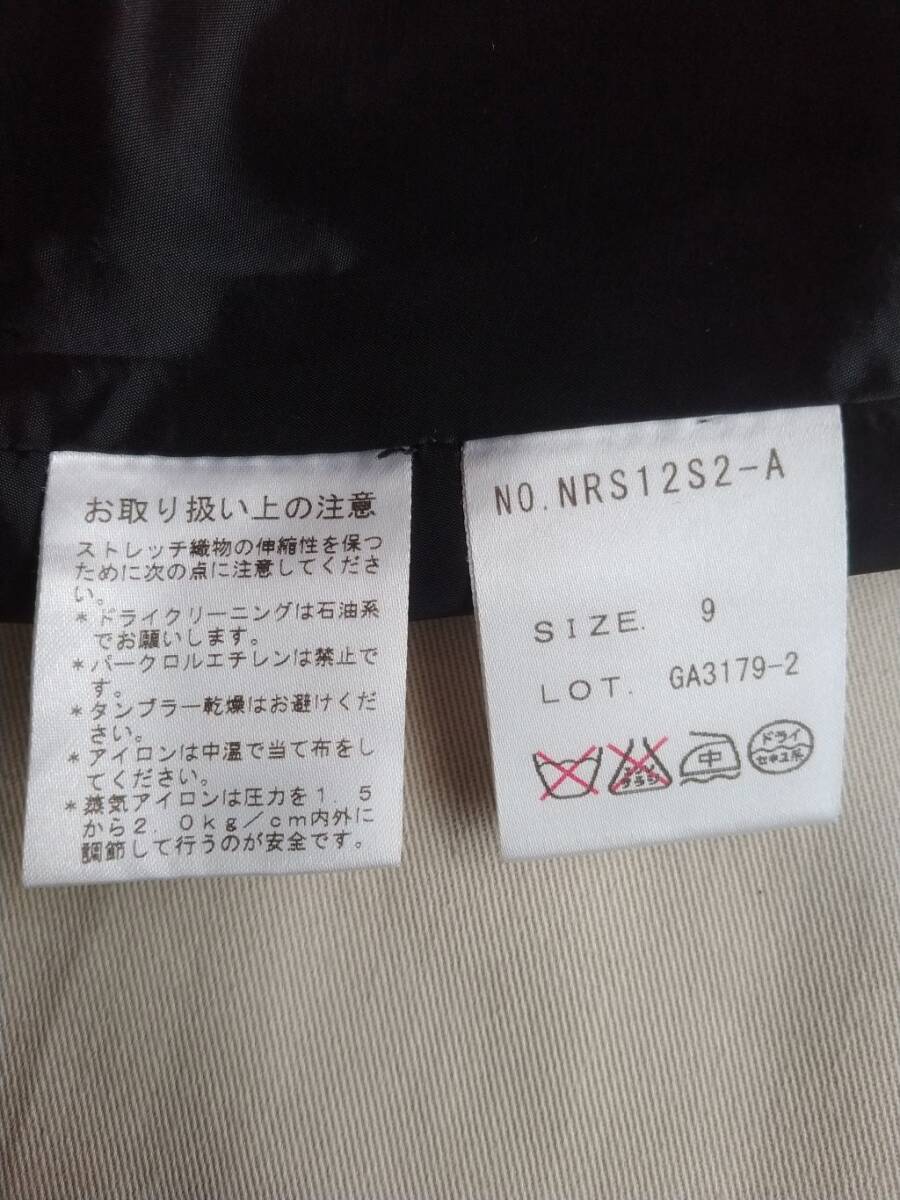 お取り扱い上の注意
ストレッチ織物の伸縮性を保つ
ために次の点に注意してくださ
い。
*ドライクリーニングは石油系
でお願いします。
*パークロルエチレンは禁止で
す。
*タンブラー乾燥はお避けくだ
さい。
*アイロンは中温で当て布をし
てください。
*蒸気アイロンは圧力を1.5
から2.0kg/cm内外に
調節して行うのが安全です。
NO.NRS12S2-A
SIZE. 9
LOT. GA3179-2
エンソ
サラシ
中
ドライ
セキユ系